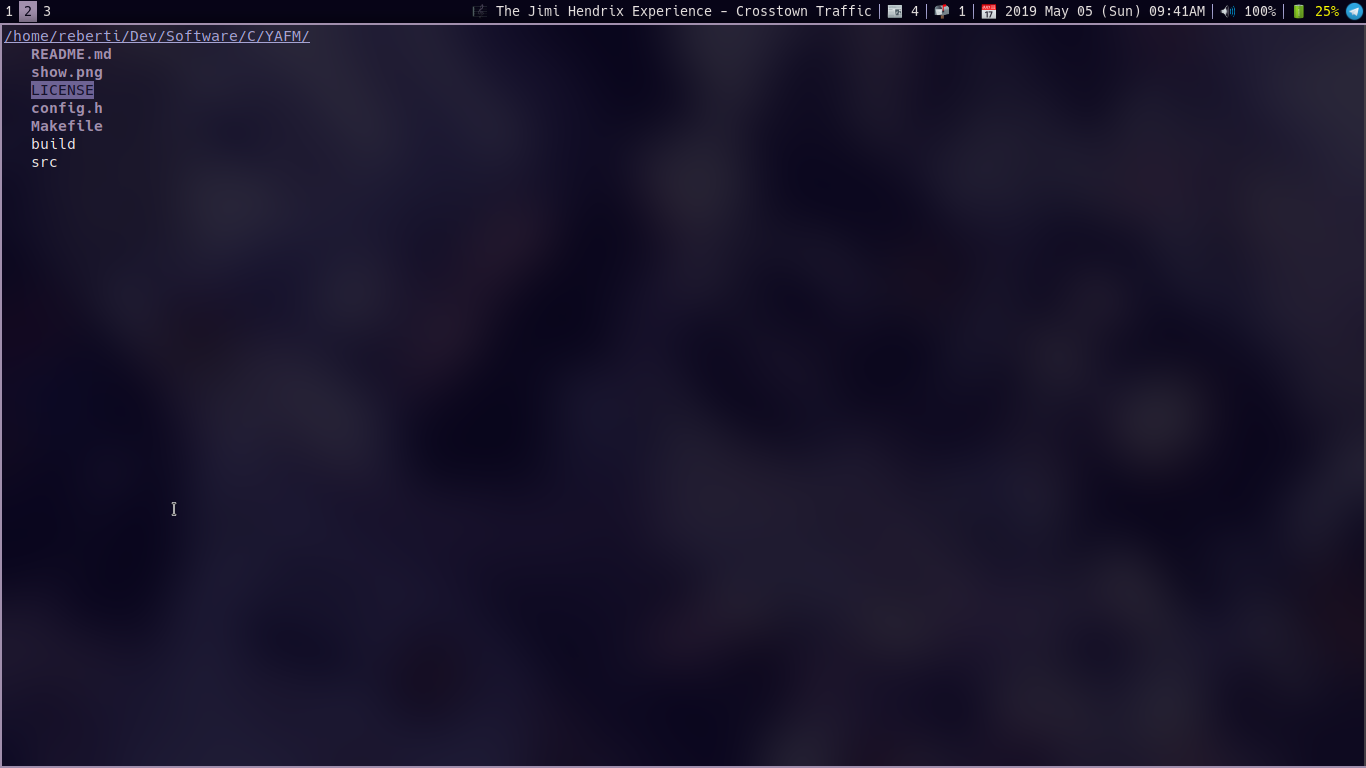 1 2 3 The Jimi Hendrix Experience – Crosstown Traffic | 4 | 1 | 2019 May 05 (Sun) 09:41AM | 100% | 25%
/home/reberti/Dev/Software/C/YAFM/
README.md
show.png
LICENSE
config.h
Makefile
build
src